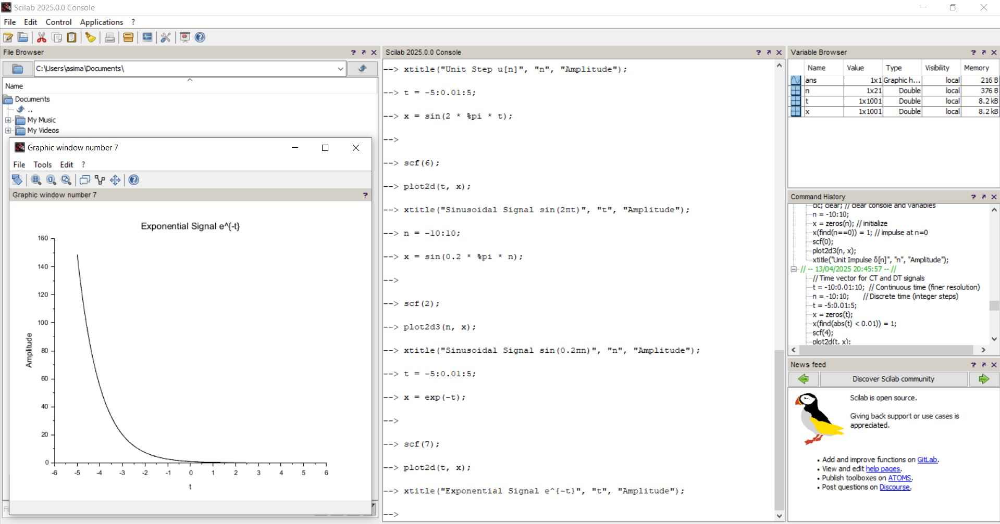 Scilab 2025.0.0 Console
File Edit Control Applications ?
File Browser
C:\Users\asima\Documents\
Name
Documents
..
My Music
My Videos
Graphic window number 7
File Tools Edit ?
Graphic window number 7
Exponential Signal e^{-t}
160
140
120
100
80
60
40
20
0
Amplitude
-6 -5 -4 -3 -2 -1 0 1 2 3 4 5 6
t
Scilab 2025.0.0 Console
--> xtitle("Unit Step u[n]", "n", "Amplitude");
--> t = -5:0.01:5;
--> x = sin(2 * %pi * t);
-->
--> scf(6);
--> plot2d(t, x);
--> xtitle("Sinusoidal Signal sin(2πt)", "t", "Amplitude");
--> n = -10:10;
--> x = sin(0.2 * %pi * n);
-->
--> scf(2);
--> plot2d3(n, x);
--> xtitle("Sinusoidal Signal sin(0.2πn)", "n", "Amplitude");
--> t = -5:0.01:5;
--> x = exp(-t);
-->
--> scf(7);
--> plot2d(t, x);
--> xtitle("Exponential Signal e^{-t}", "t", "Amplitude");
-->
Variable Browser
Name Value Type Visibility Memory
ans 1x1 Graphic h... local 216 B
n 1x21 Double local 376 B
t 1x1001 Double local 8.2 kB
x 1x1001 Double local 8.2 kB
Command History
clc; clear; // clear console and variables
n = -10:10;
x = zeros(n); // initialize
x(find(n==0)) = 1; // impulse at n=0
scf(0);
plot2d3(n, x);
xtitle("Unit Impulse δ[n]", "n", "Amplitude");
// -- 13/04/2025 20:45:57 -- //
// Time vector for CT and DT signals
t = -10:0.01:10; // Continuous time (finer resolution)
n = -10:10; // Discrete time (integer steps)
t = -5:0.01:5;
x = zeros(t);
x(find(abs(t) < 0.01)) = 1;
scf(4);
plot2d(t, x);
News feed
Discover Scilab community
Scilab is open source.
Giving back support or use cases is
appreciated.
• Add and improve functions on GitLab.
• View and edit help pages.
• Publish toolboxes on ATOMS.
• Post questions on Discourse.